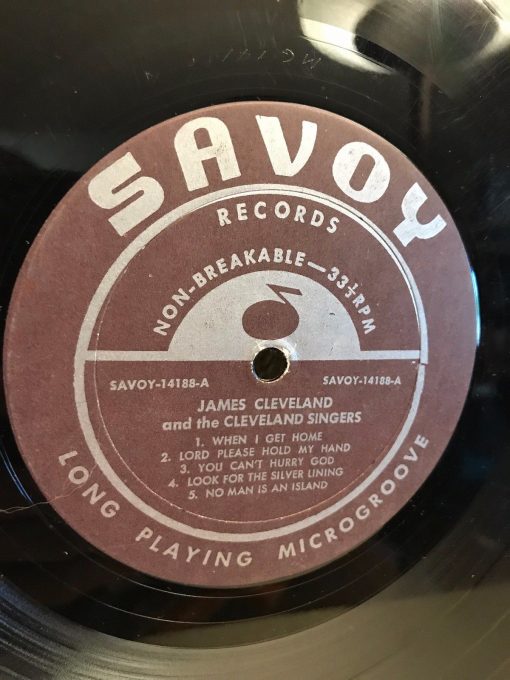 SAVOY
RECORDS
NON-BREAKABLE—33⅓RPM
SAVOY-14188-A SAVOY-14188-A
JAMES CLEVELAND
and the CLEVELAND SINGERS
1. WHEN I GET HOME
2. LORD PLEASE HOLD MY HAND
3. YOU CAN'T HURRY GOD
4. LOOK FOR THE SILVER LINING
5. NO MAN IS AN ISLAND
LONG PLAYING MICROGROOVE